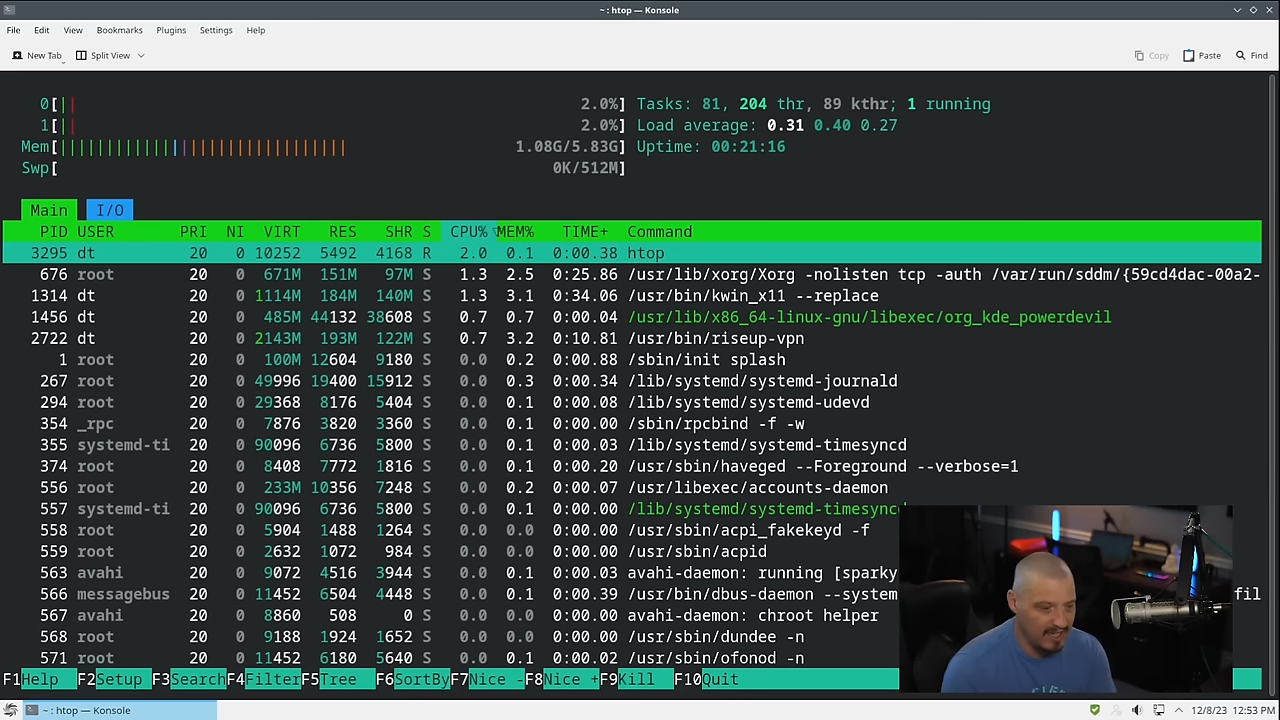 ~ : htop — Konsole
File Edit View Bookmarks Plugins Settings Help
New Tab Split View Copy Paste Find
0[|| 2.0%] Tasks: 81, 204 thr, 89 kthr; 1 running
1[|| 2.0%] Load average: 0.31 0.40 0.27
Mem[||||||||||||||||||||||||||||||| 1.08G/5.83G] Uptime: 00:21:16
Swp[ 0K/512M]
Main I/O
PID USER PRI NI VIRT RES SHR S CPU%▽MEM% TIME+ Command
3295 dt 20 0 10252 5492 4168 R 2.0 0.1 0:00.38 htop
676 root 20 0 671M 151M 97M S 1.3 2.5 0:25.86 /usr/lib/xorg/Xorg -nolisten tcp -auth /var/run/sddm/{59cd4dac-00a2-
1314 dt 20 0 1114M 184M 140M S 1.3 3.1 0:34.06 /usr/bin/kwin_x11 --replace
1456 dt 20 0 485M 44132 38608 S 0.7 0.7 0:00.04 /usr/lib/x86_64-linux-gnu/libexec/org_kde_powerdevil
2722 dt 20 0 2143M 193M 122M S 0.7 3.2 0:10.81 /usr/bin/riseup-vpn
1 root 20 0 100M 12604 9180 S 0.0 0.2 0:00.88 /sbin/init splash
267 root 20 0 49996 19400 15912 S 0.0 0.3 0:00.34 /lib/systemd/systemd-journald
294 root 20 0 29368 8176 5404 S 0.0 0.1 0:00.08 /lib/systemd/systemd-udevd
354 _rpc 20 0 7876 3820 3360 S 0.0 0.1 0:00.00 /sbin/rpcbind -f -w
355 systemd-ti 20 0 90096 6736 5800 S 0.0 0.1 0:00.03 /lib/systemd/systemd-timesyncd
374 root 20 0 8408 7772 1816 S 0.0 0.1 0:00.20 /usr/sbin/haveged --Foreground --verbose=1
556 root 20 0 233M 10356 7248 S 0.0 0.2 0:00.07 /usr/libexec/accounts-daemon
557 systemd-ti 20 0 90096 6736 5800 S 0.0 0.1 0:00.00 /lib/systemd/systemd-timesync
558 root 20 0 5904 1488 1264 S 0.0 0.0 0:00.00 /usr/sbin/acpi_fakekeyd -f
559 root 20 0 2632 1072 984 S 0.0 0.0 0:00.00 /usr/sbin/acpid
563 avahi 20 0 9072 4516 3944 S 0.0 0.1 0:00.03 avahi-daemon: running [sparky
566 messagebus 20 0 11452 6504 4448 S 0.0 0.1 0:00.39 /usr/bin/dbus-daemon --system fil
567 avahi 20 0 8860 508 0 S 0.0 0.0 0:00.00 avahi-daemon: chroot helper
568 root 20 0 9188 1924 1652 S 0.0 0.0 0:00.00 /usr/sbin/dundee -n
571 root 20 0 11452 6180 5640 S 0.0 0.1 0:00.02 /usr/sbin/ofonod -n
F1Help F2Setup F3SearchF4FilterF5Tree F6SortByF7Nice -F8Nice +F9Kill F10Quit
~ : htop — Konsole 12/8/23 12:53 PM